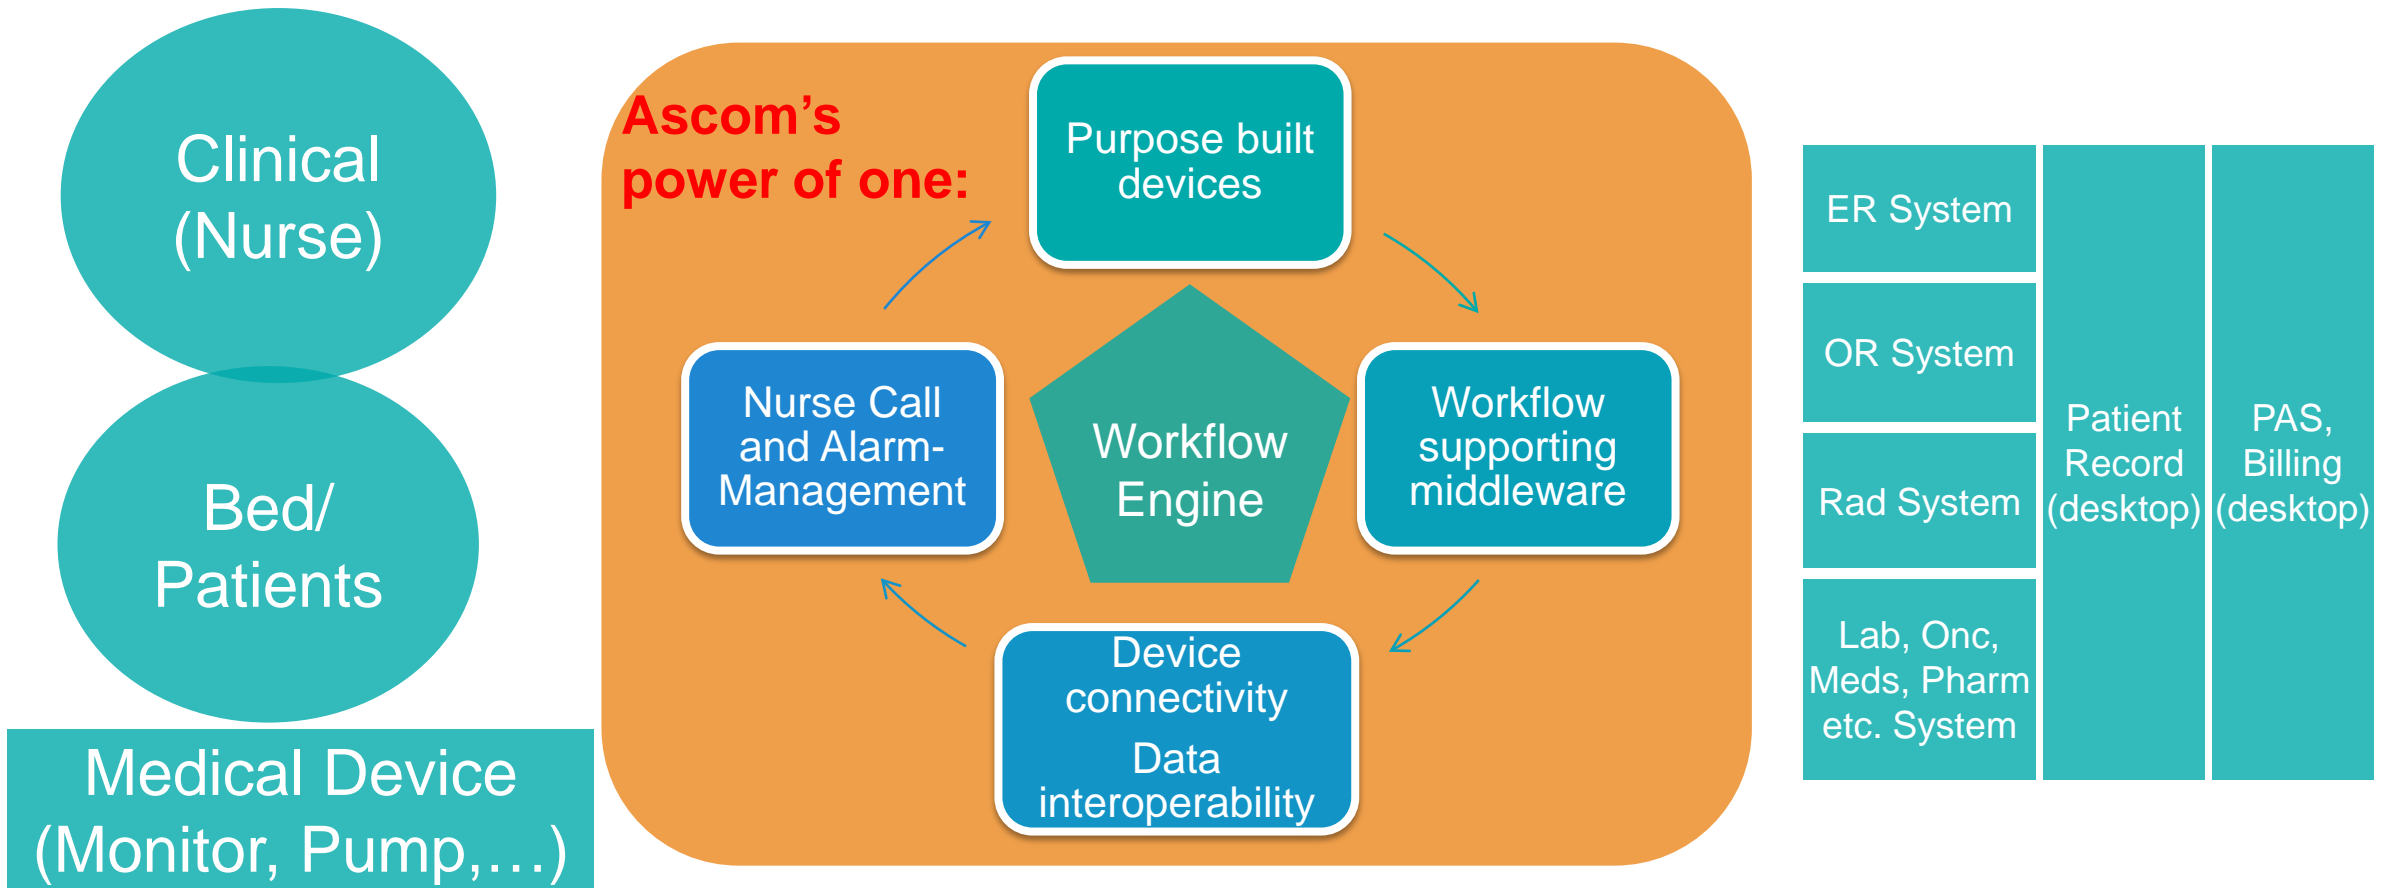 Clinical
(Nurse)
Bed/
Patients
Medical Device
(Monitor, Pump,…)
Ascom’s
power of one:
Purpose built
devices
Nurse Call
and Alarm-
Management
Workflow
Engine
Workflow
supporting
middleware
Device
connectivity
Data
interoperability
ER System
OR System
Rad System
Lab, Onc,
Meds, Pharm
etc. System
Patient
Record
(desktop)
PAS,
Billing
(desktop)